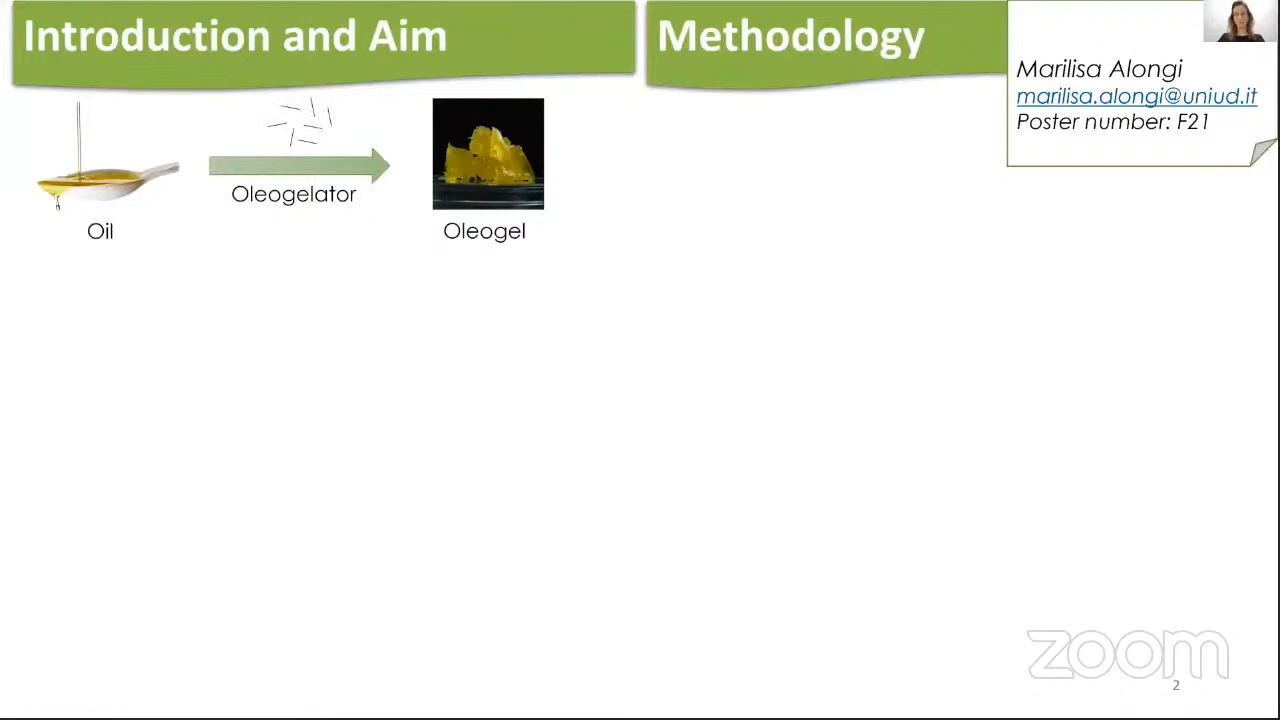 Introduction and Aim
Methodology
Marilisa Alongi
marilisa.alongi@uniud.it
Poster number: F21
Oleogelator
Oil
Oleogel
zoom
2